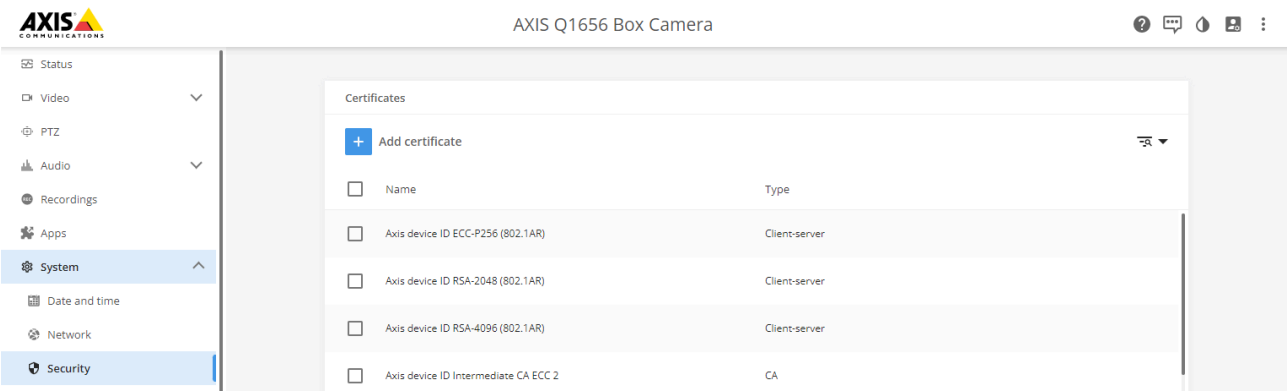 AXIS
COMMUNICATIONS
AXIS Q1656 Box Camera
Status
Video
PTZ
Audio
Recordings
Apps
System
Date and time
Network
Security
Certificates
+ Add certificate
Name Type
Axis device ID ECC-P256 (802.1AR) Client-server
Axis device ID RSA-2048 (802.1AR) Client-server
Axis device ID RSA-4096 (802.1AR) Client-server
Axis device ID Intermediate CA ECC 2 CA